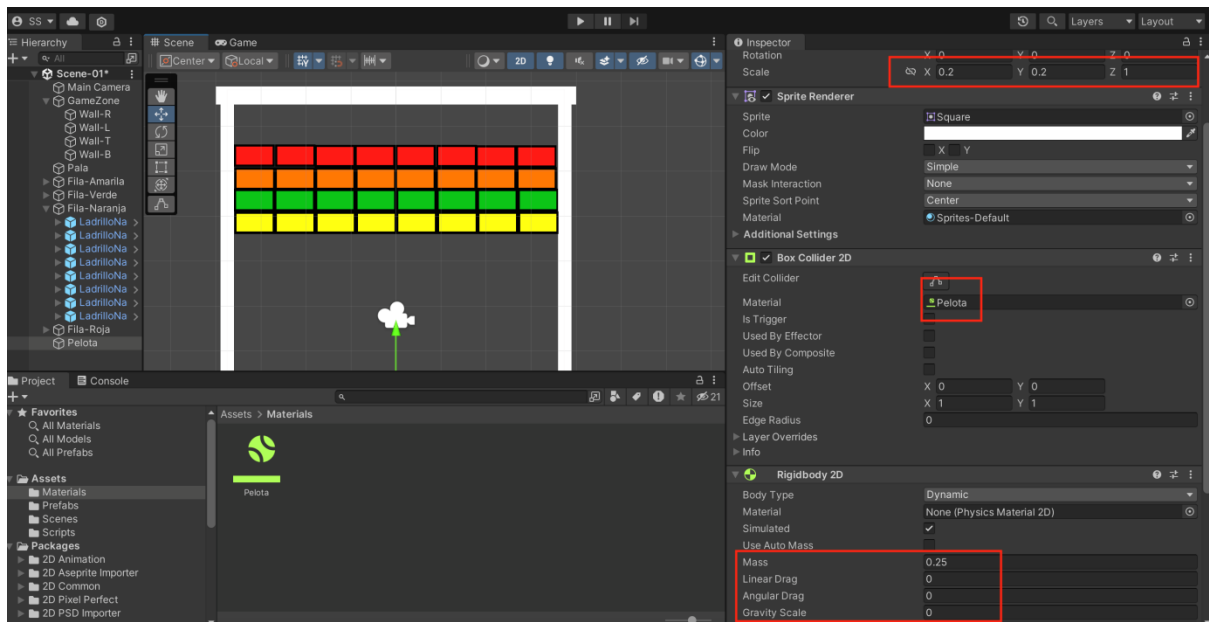 SS
Layers
Layout
Hierarchy
All
Scene-01*
Main Camera
GameZone
Wall-R
Wall-L
Wall-T
Wall-B
Pala
Fila-Amarila
Fila-Verde
Fila-Naranja
LadrilloNa
LadrilloNa
LadrilloNa
LadrilloNa
LadrilloNa
LadrilloNa
LadrilloNa
LadrilloNa
Fila-Roja
Pelota
Scene
Game
Center
Local
2D
Project
Console
21
Favorites
All Materials
All Models
All Prefabs
Assets
Materials
Prefabs
Scenes
Scripts
Packages
2D Animation
2D Aseprite Importer
2D Common
2D Pixel Perfect
2D PSD Importer
Assets > Materials
Pelota
Inspector
Rotation X 0 Y 0 Z 0
Scale X 0.2 Y 0.2 Z 1
Sprite Renderer
Sprite Square
Color
Flip X Y
Draw Mode Simple
Mask Interaction None
Sprite Sort Point Center
Material Sprites-Default
Additional Settings
Box Collider 2D
Edit Collider
Material Pelota
Is Trigger
Used By Effector
Used By Composite
Auto Tiling
Offset X 0 Y 0
Size X 1 Y 1
Edge Radius 0
Layer Overrides
Info
Rigidbody 2D
Body Type Dynamic
Material None (Physics Material 2D)
Simulated
Use Auto Mass
Mass 0.25
Linear Drag 0
Angular Drag 0
Gravity Scale 0